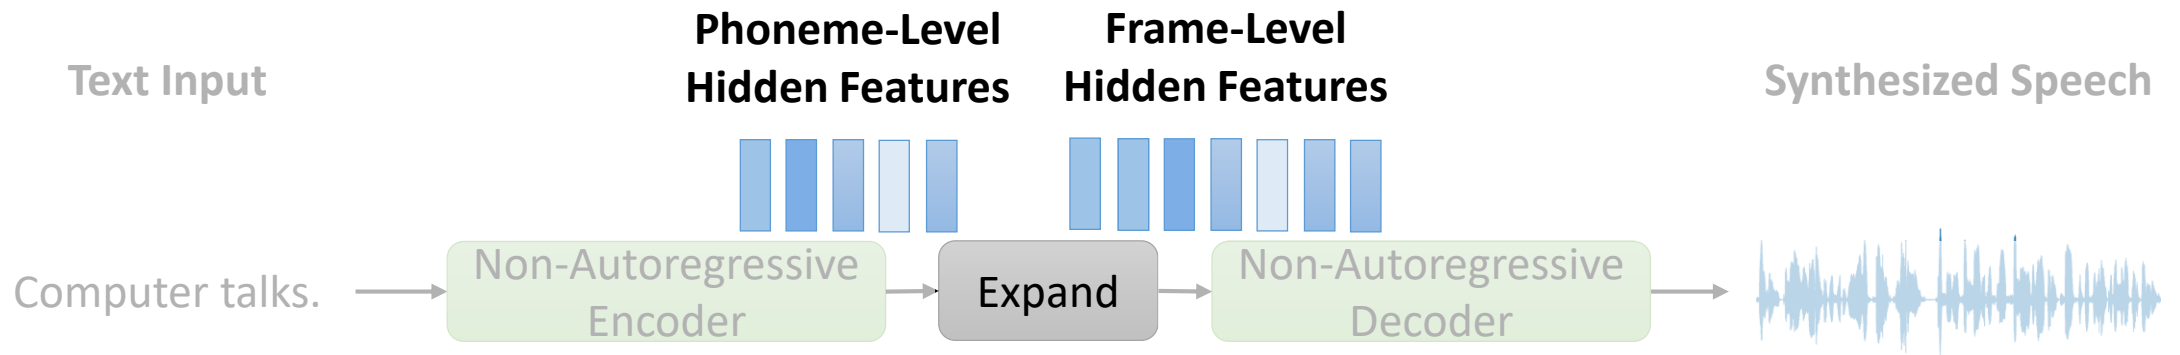 Text Input
Phoneme-Level
Hidden Features
Frame-Level
Hidden Features
Synthesized Speech
Computer talks.
Non-Autoregressive
Encoder
Expand
Non-Autoregressive
Decoder